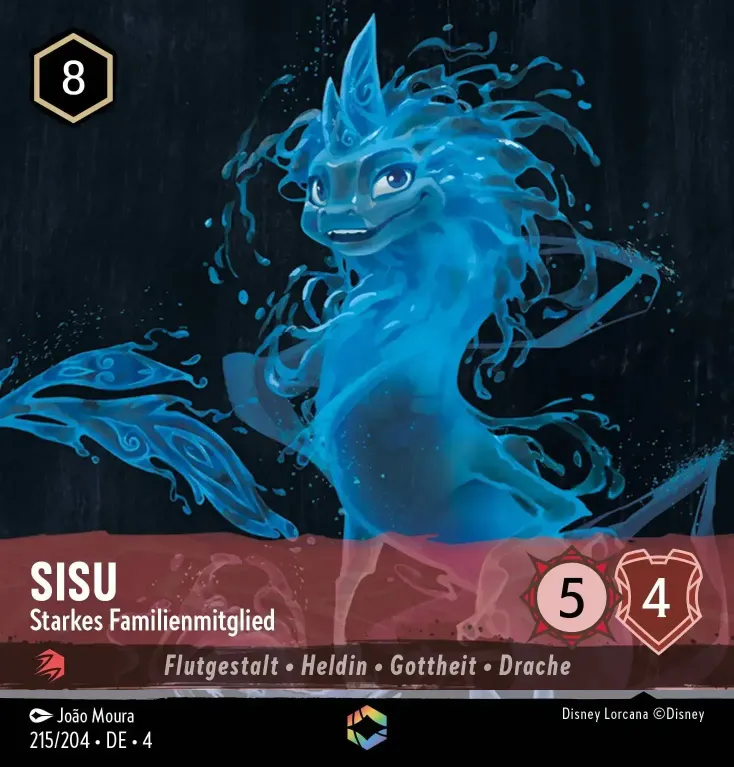 8
SISU
Starkes Familienmitglied
5
4
Flutgestalt • Heldin • Gottheit • Drache
João Moura
Disney Lorcana ©Disney
215/204 • DE • 4